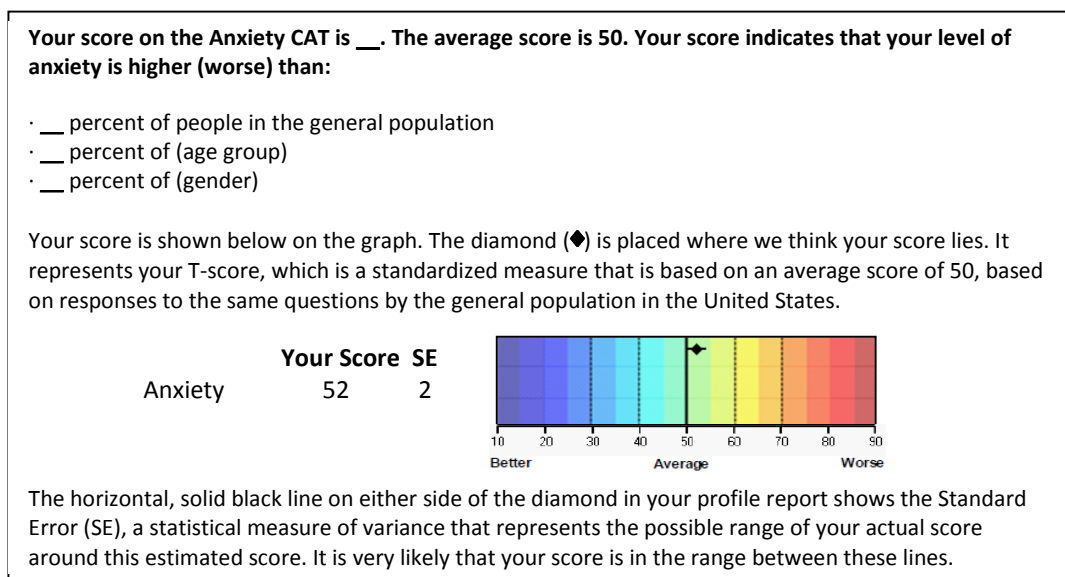 Your score on the Anxiety CAT is __. The average score is 50. Your score indicates that your level of
anxiety is higher (worse) than:
· __ percent of people in the general population
· __ percent of (age group)
· __ percent of (gender)
Your score is shown below on the graph. The diamond (◆) is placed where we think your score lies. It
represents your T-score, which is a standardized measure that is based on an average score of 50, based
on responses to the same questions by the general population in the United States.
Your Score SE
Anxiety 52 2
10 20 30 40 50 60 70 80 90
Better Average Worse
The horizontal, solid black line on either side of the diamond in your profile report shows the Standard
Error (SE), a statistical measure of variance that represents the possible range of your actual score
around this estimated score. It is very likely that your score is in the range between these lines.